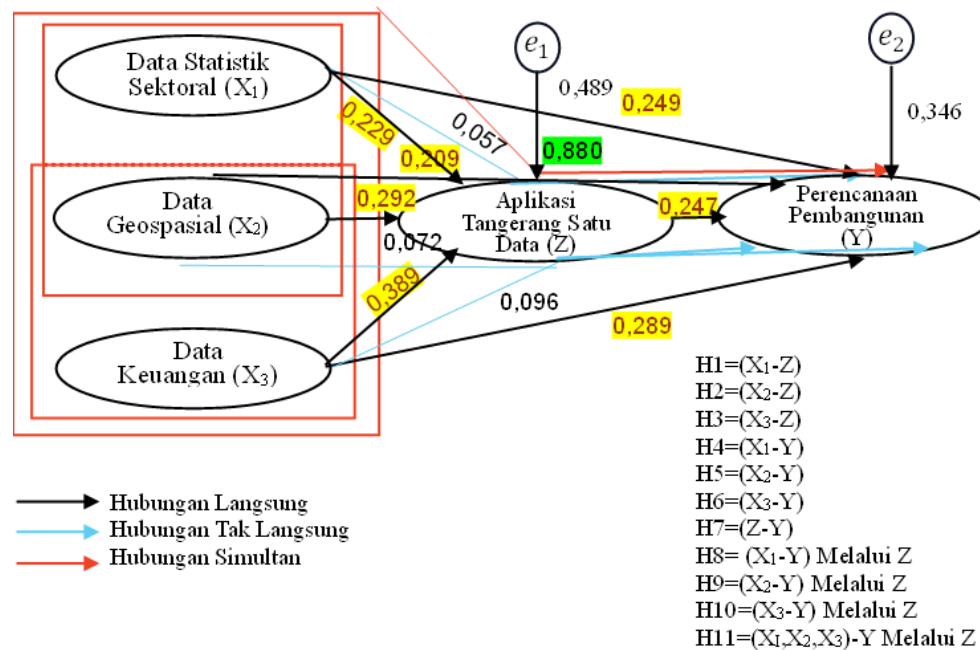 e1
e2
Data Statistik
Sektoral (X1)
0,489
0,249
0,346
0,229
0,057
0,209
0,880
Data
Geospasial (X2)
0,292
Aplikasi
Tangerang Satu
Data (Z)
0,247
Perencanaan
Pembangunan
(Y)
0,072
0,389
0,096
0,289
Data
Keuangan (X3)
H1=(X1-Z)
H2=(X2-Z)
H3=(X3-Z)
H4=(X1-Y)
H5=(X2-Y)
H6=(X3-Y)
H7=(Z-Y)
H8= (X1-Y) Melalui Z
H9=(X2-Y) Melalui Z
H10=(X3-Y) Melalui Z
H11=(XI,X2,X3)-Y Melalui Z
Hubungan Langsung
Hubungan Tak Langsung
Hubungan Simultan